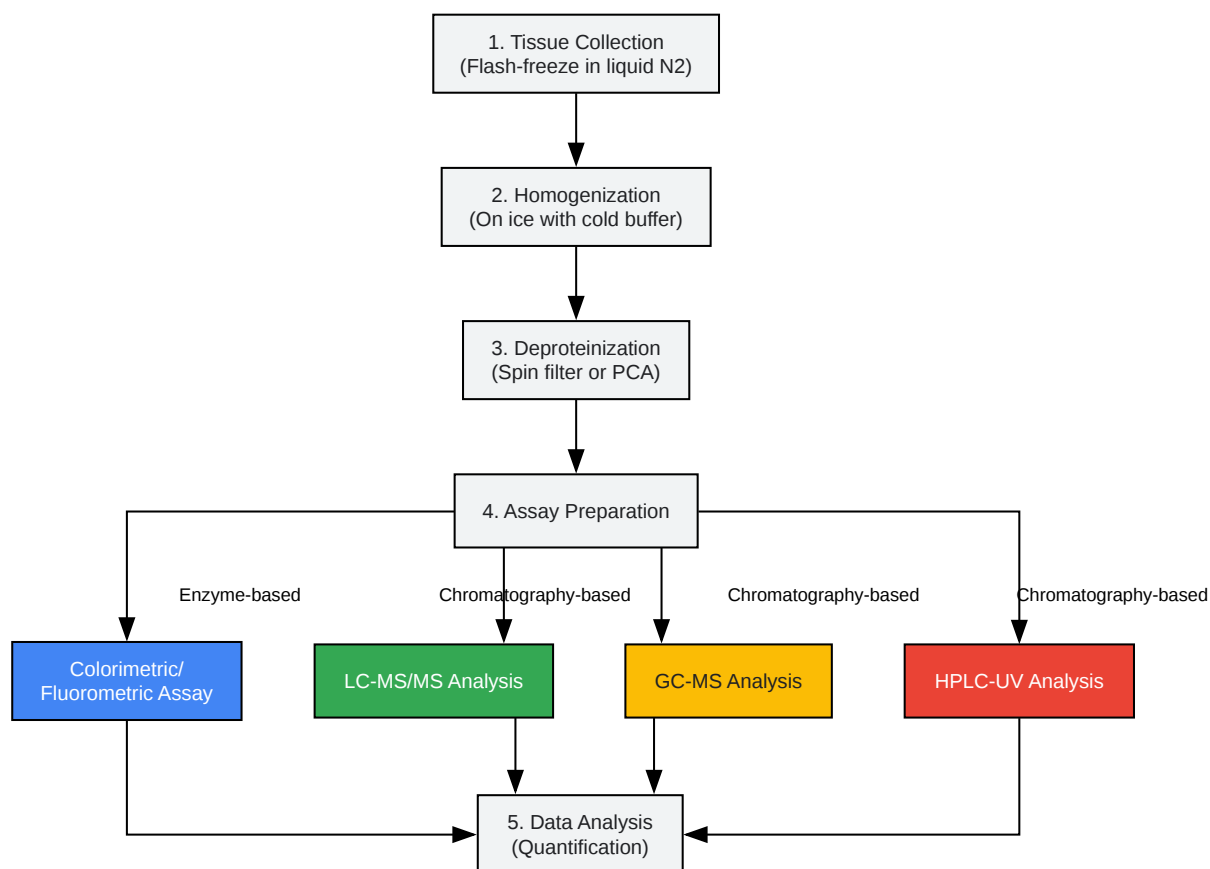 1. Tissue Collection
(Flash-freeze in liquid N2)
2. Homogenization
(On ice with cold buffer)
3. Deproteinization
(Spin filter or PCA)
4. Assay Preparation
Enzyme-based
Chromatography-based
Chromatography-based
Chromatography-based
Colorimetric/
Fluorometric Assay
LC-MS/MS Analysis
GC-MS Analysis
HPLC-UV Analysis
5. Data Analysis
(Quantification)